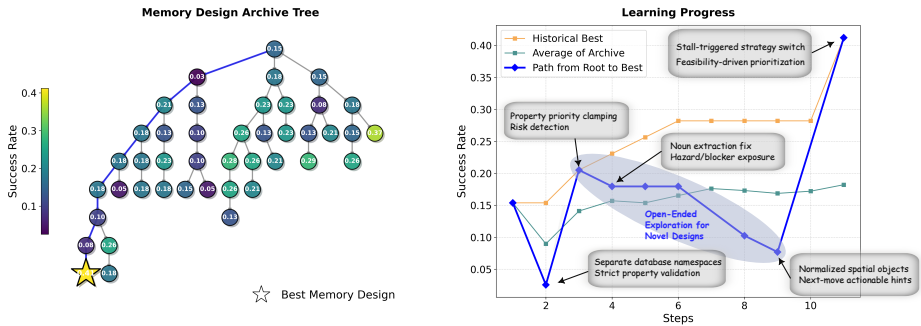 Memory Design Archive Tree
Success Rate
0.4
0.3
0.2
0.1
0.15
0.03 0.18 0.15
0.21 0.13 0.23 0.23 0.08 0.18
0.18 0.13 0.10 0.26 0.13 0.23 0.13 0.21 0.15 0.37
0.18 0.18 0.23 0.10 0.28 0.26 0.21 0.29 0.26
0.18 0.05 0.18 0.18 0.15 0.05 0.26 0.21
0.10 0.13
0.08 0.26
0.18
Best Memory Design
Learning Progress
Historical Best
Average of Archive
Path from Root to Best
Stall-triggered strategy switch
Feasibility-driven prioritization
Property priority clamping
Risk detection
Noun extraction fix
Hazard/blocker exposure
Open-Ended
Exploration for
Novel Designs
Separate database namespaces
Strict property validation
Normalized spatial objects
Next-move actionable hints
Success Rate
0.40
0.35
0.30
0.25
0.20
0.15
0.10
0.05
2 4 6 8 10
Steps